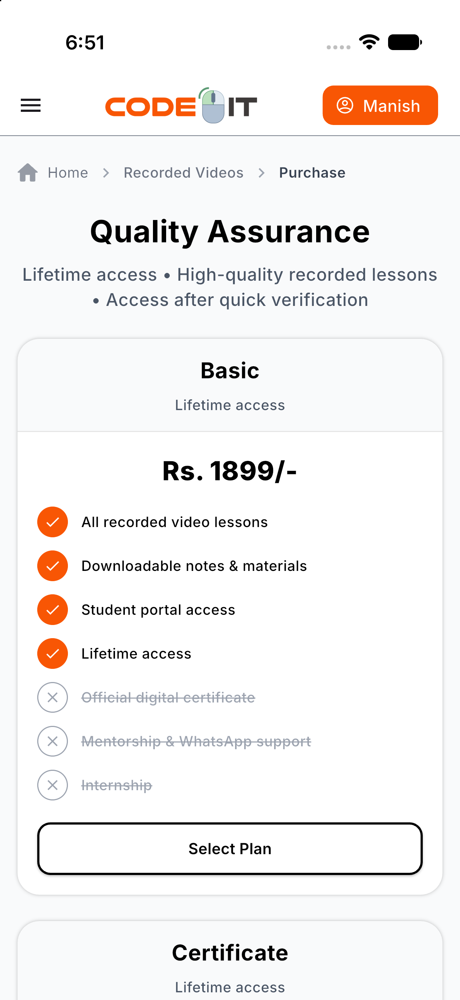 6:51
CODE IT
Manish
Home > Recorded Videos > Purchase
Quality Assurance
Lifetime access • High-quality recorded lessons
• Access after quick verification
Basic
Lifetime access
Rs. 1899/-
All recorded video lessons
Downloadable notes & materials
Student portal access
Lifetime access
Official digital certificate
Mentorship & WhatsApp support
Internship
Select Plan
Certificate
Lifetime access